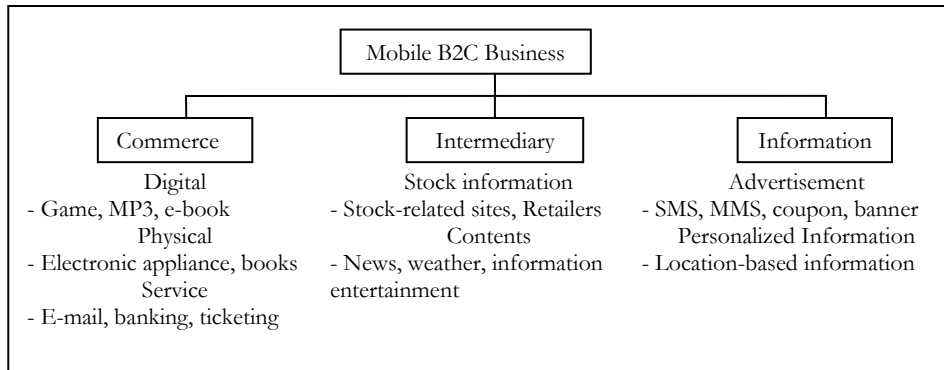 Mobile B2C Business
Commerce
Digital
- Game, MP3, e-book
Physical
- Electronic appliance, books
Service
- E-mail, banking, ticketing
Intermediary
Stock information
- Stock-related sites, Retailers
Contents
- News, weather, information
entertainment
Information
Advertisement
- SMS, MMS, coupon, banner
Personalized Information
- Location-based information